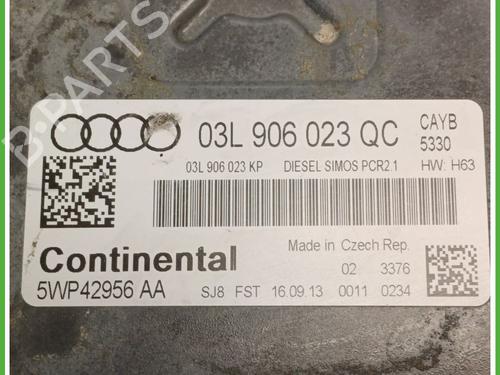 B-PARTS
03L 906 023 QC
CAYB
5330
03L 906 023 KP DIESEL SIMOS PCR2.1 HW: H63
Continental
Made in Czech Rep.
02 3376
5WP42956 AA SJ8 FST 16.09.13 0011 0234